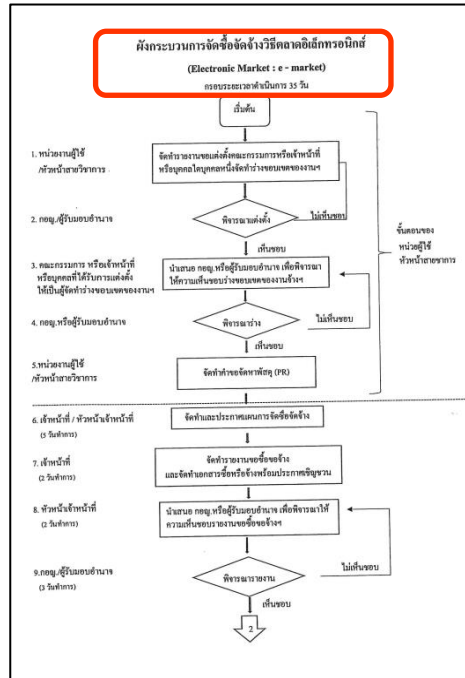 ผังกระบวนการจัดซื้อจัดจ้างวิธีตลาดอิเล็กทรอนิกส์
(Electronic Market : e - market)
กรอบระยะเวลาดำเนินการ 35 วัน
เริ่มต้น
1. หน่วยงานผู้ใช้
/หัวหน้าสายวิชาการ
จัดทำรายงานขอแต่งตั้งคณะกรรมการหรือเจ้าหน้าที่
หรือบุคคลใดบุคคลหนึ่งจัดทำร่างขอบเขตของงานฯ
2. กอญ./ผู้รับมอบอำนาจ
พิจารณาแต่งตั้ง
ไม่เห็นชอบ
เห็นชอบ
ขั้นตอนของ
หน่วยผู้ใช้
หัวหน้าสายวิชาการ
3. คณะกรรมการ หรือเจ้าหน้าที่
หรือบุคคลที่ได้รับการแต่งตั้ง
ให้เป็นผู้จัดทำร่างขอบเขตของงานฯ
นำเสนอ กอญ.หรือผู้รับมอบอำนาจ เพื่อพิจารณา
ให้ความเห็นชอบร่างขอบเขตของงานจ้างฯ
4. กอญ.หรือผู้รับมอบอำนาจ
พิจารณาร่าง
ไม่เห็นชอบ
เห็นชอบ
5.หน่วยงานผู้ใช้
/หัวหน้าสายวิชาการ
จัดทำคำขอจัดหาพัสดุ (PR)
6. เจ้าหน้าที่ / หัวหน้าเจ้าหน้าที่
(5 วันทำการ)
จัดทำและประกาศแผนการจัดซื้อจัดจ้าง
7. เจ้าหน้าที่
(2 วันทำการ)
จัดทำรายงานขอซื้อขอจ้าง
และจัดทำเอกสารซื้อหรือจ้างพร้อมประกาศเชิญชวน
8. หัวหน้าเจ้าหน้าที่
(2 วันทำการ)
นำเสนอ กอญ.หรือผู้รับมอบอำนาจ เพื่อพิจารณาให้
ความเห็นชอบรายงานขอซื้อขอจ้างฯ
9.กอญ./ผู้รับมอบอำนาจ
(3 วันทำการ)
พิจารณารายงาน
ไม่เห็นชอบ
เห็นชอบ
2